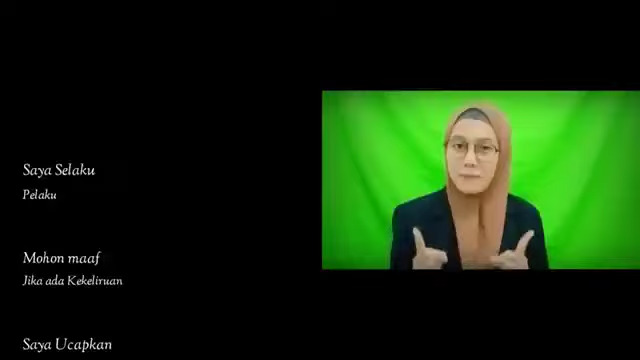 Saya Selaku
Pelaku
Mohon maaf
Jika ada Kekeliruan
Saya Ucapkan